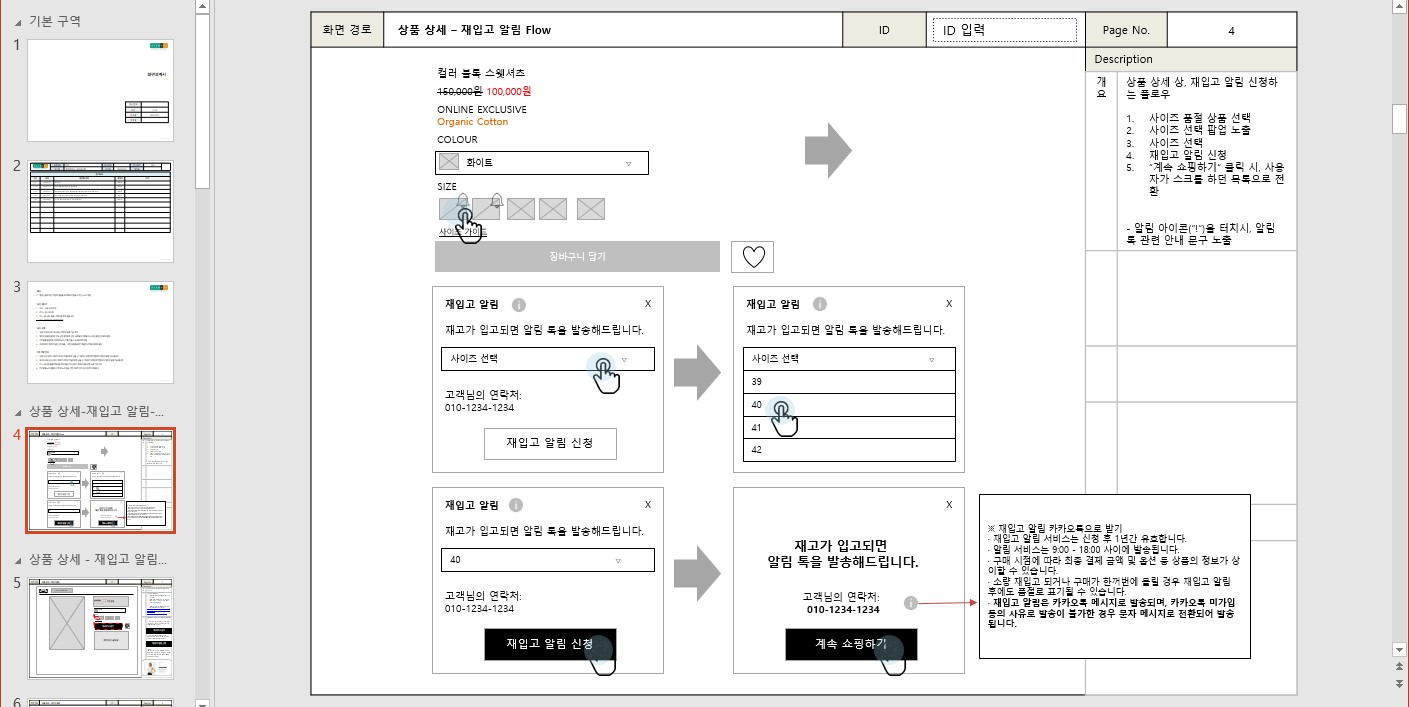 기본 구역
1
2
3
상품 상세-재입고 알림-...
4
상품 상세 - 재입고 알림...
5
6
화면 경로
상품 상세 – 재입고 알림 Flow
ID
ID 입력
Page No.
4
Description
개요
상품 상세 상, 재입고 알림 신청하
는 플로우
1. 사이즈 품절 상품 선택
2. 사이즈 선택 팝업 노출
3. 사이즈 선택
4. 재입고 알림 신청
5. "계속 쇼핑하기" 클릭 시, 사용
자가 스크롤 하던 목록으로 전
환
- 알림 아이콘("!")을 터치시, 알림
톡 관련 안내 문구 노출
컬러 블록 스웻셔츠
150,000원 100,000원
ONLINE EXCLUSIVE
Organic Cotton
COLOUR
화이트
SIZE
사이즈 가이드
장바구니 담기
재입고 알림 i X
재고가 입고되면 알림 톡을 발송해드립니다.
사이즈 선택
고객님의 연락처:
010-1234-1234
재입고 알림 신청
재입고 알림 i X
재고가 입고되면 알림 톡을 발송해드립니다.
사이즈 선택
39
40
41
42
재입고 알림 i X
재고가 입고되면 알림 톡을 발송해드립니다.
40
고객님의 연락처:
010-1234-1234
재입고 알림 신청
X
재고가 입고되면
알림 톡을 발송해드립니다.
고객님의 연락처:
010-1234-1234
i
계속 쇼핑하기
※ 재입고 알림 카카오톡으로 받기
· 재입고 알림 서비스는 신청 후 1년간 유효합니다.
· 알림 서비스는 9:00 - 18:00 사이에 발송됩니다.
· 구매 시점에 따라 최종 결제 금액 및 옵션 등 상품의 정보가 상
이할 수 있습니다.
· 소량 재입고 되거나 구매가 한꺼번에 몰릴 경우 재입고 알림
후에도 품절로 표기될 수 있습니다.
· 재입고 알림은 카카오톡 메시지로 발송되며, 카카오톡 미가입
등의 사유로 발송이 불가한 경우 문자 메시지로 전환되어 발송
됩니다.